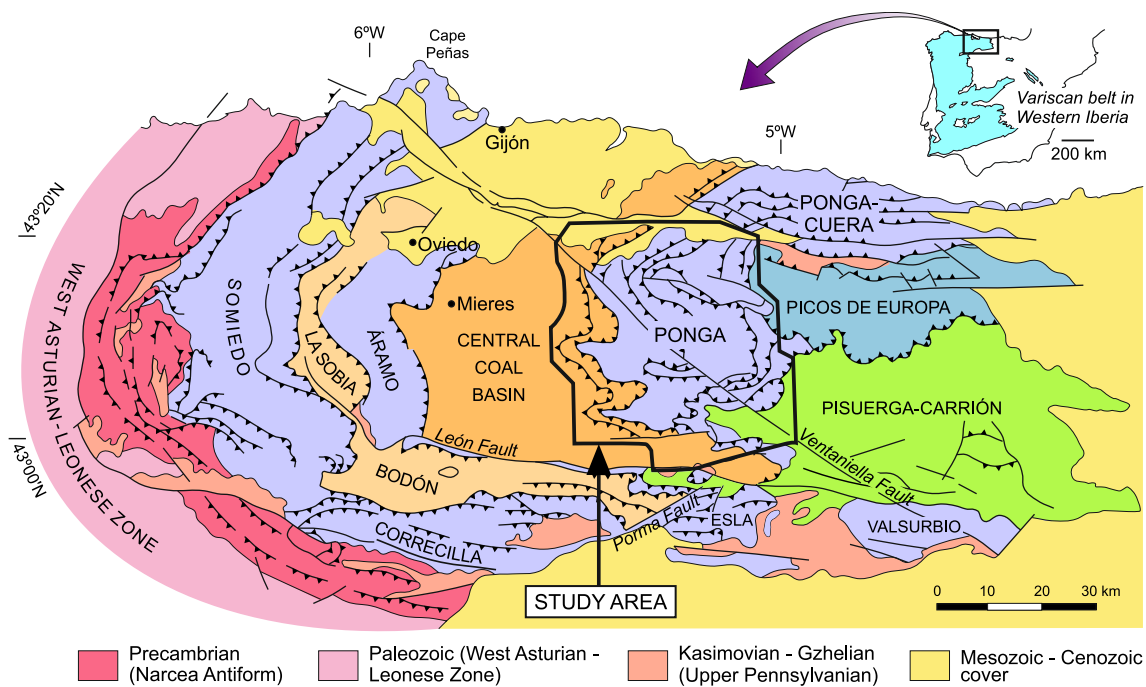 6ºW
Cape
Peñas
Variscan belt in
Western Iberia
200 km
5ºW
Gijón
43º20'N
PONGA-
CUERA
Oviedo
SOMIEDO
Mieres
PICOS DE EUROPA
WEST ASTURIAN - LEONESE ZONE
LA SOBIA
ÁRAMO
CENTRAL
COAL
BASIN
PONGA
PISUERGA-CARRIÓN
43º00'N
León Fault
Ventaniella Fault
BODÓN
Porma Fault
ESLA
VALSURBIO
CORRECILLA
STUDY AREA
0 10 20 30 km
Precambrian
(Narcea Antiform)
Paleozoic (West Asturian -
Leonese Zone)
Kasimovian - Gzhelian
(Upper Pennsylvanian)
Mesozoic - Cenozoic
cover